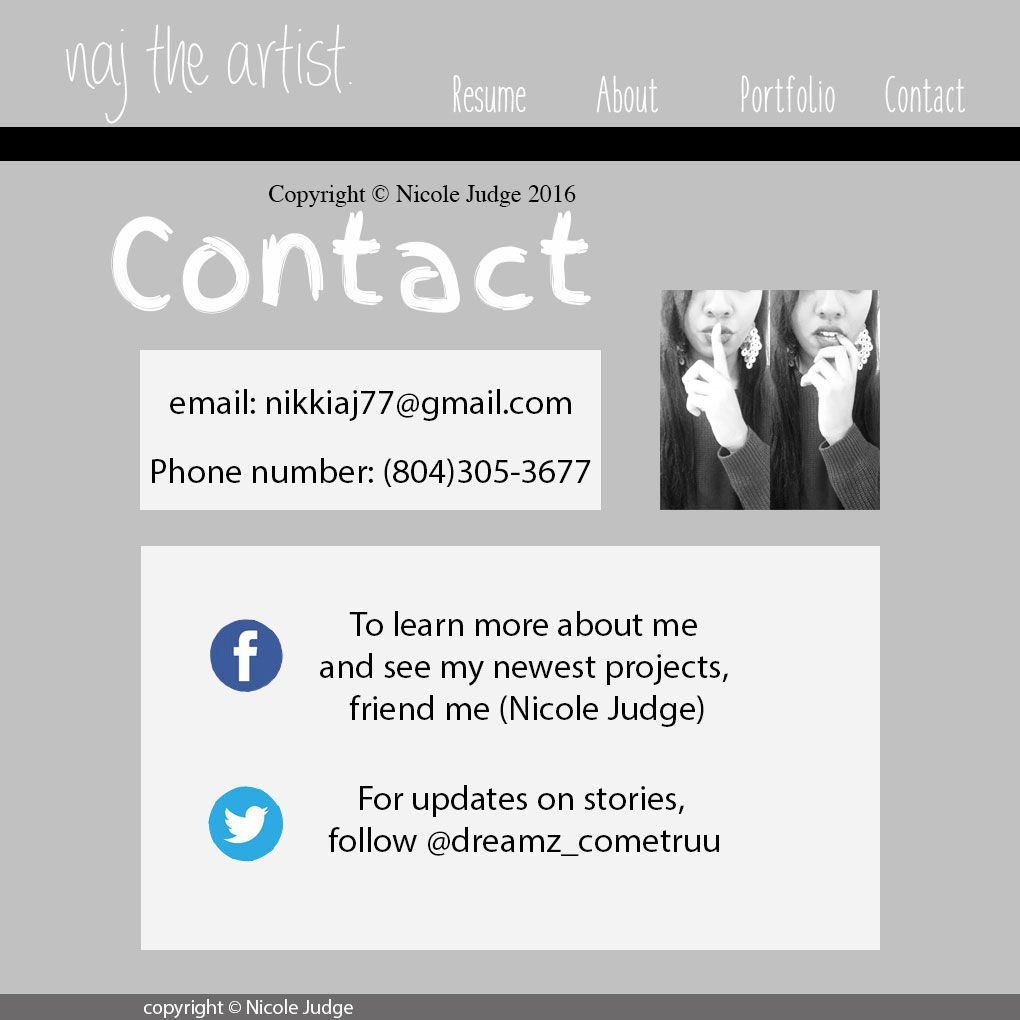 naj the artist.
Resume About Portfolio Contact
Copyright © Nicole Judge 2016
Contact
email: nikkiaj77@gmail.com
Phone number: (804)305-3677
To learn more about me
and see my newest projects,
friend me (Nicole Judge)
For updates on stories,
follow @dreamz_cometruu
copyright © Nicole Judge